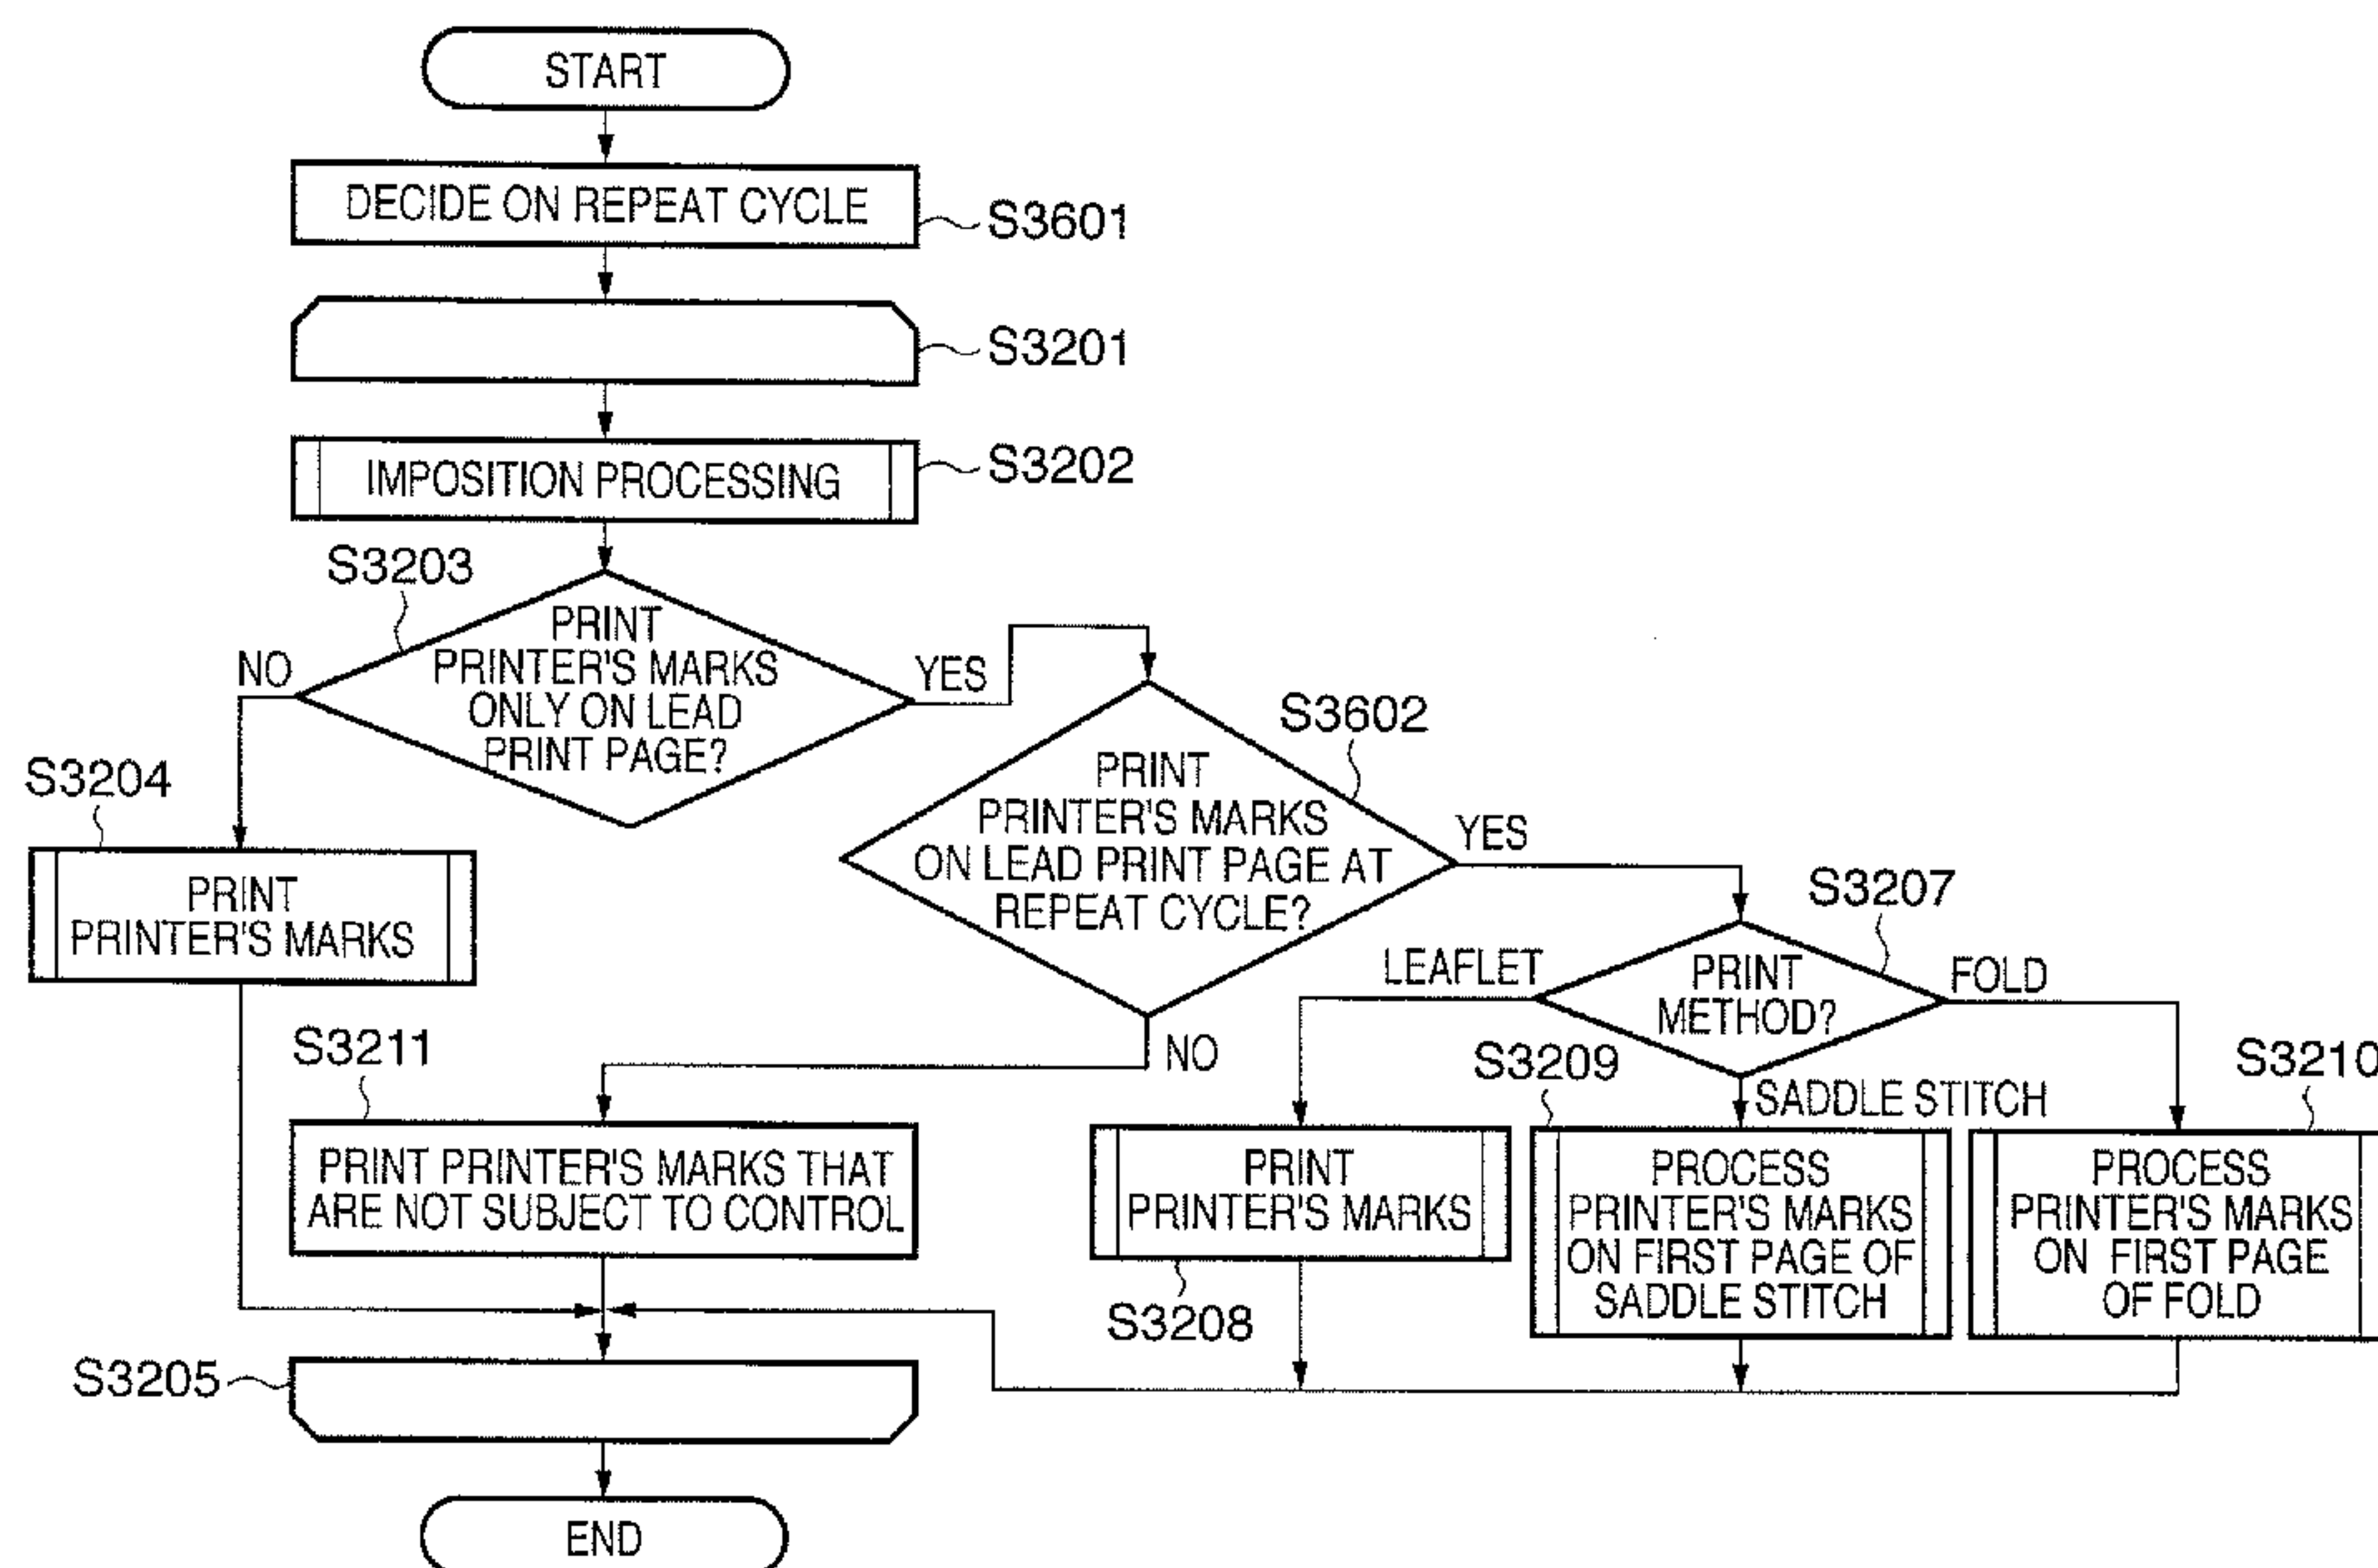 START
DECIDE ON REPEAT CYCLE
S3601
S3201
IMPOSITION PROCESSING
S3202
S3203
PRINT
PRINTER'S MARKS
ONLY ON LEAD
PRINT PAGE?
NO
YES
S3204
PRINT
PRINTER'S MARKS
S3602
PRINT
PRINTER'S MARKS
ON LEAD PRINT PAGE AT
REPEAT CYCLE?
YES
NO
S3207
PRINT
METHOD?
LEAFLET
FOLD
SADDLE STITCH
S3211
PRINT PRINTER'S MARKS THAT
ARE NOT SUBJECT TO CONTROL
PRINT
PRINTER'S MARKS
S3208
S3209
PROCESS
PRINTER'S MARKS
ON FIRST PAGE OF
SADDLE STITCH
S3210
PROCESS
PRINTER'S MARKS
ON FIRST PAGE
OF FOLD
S3205
END